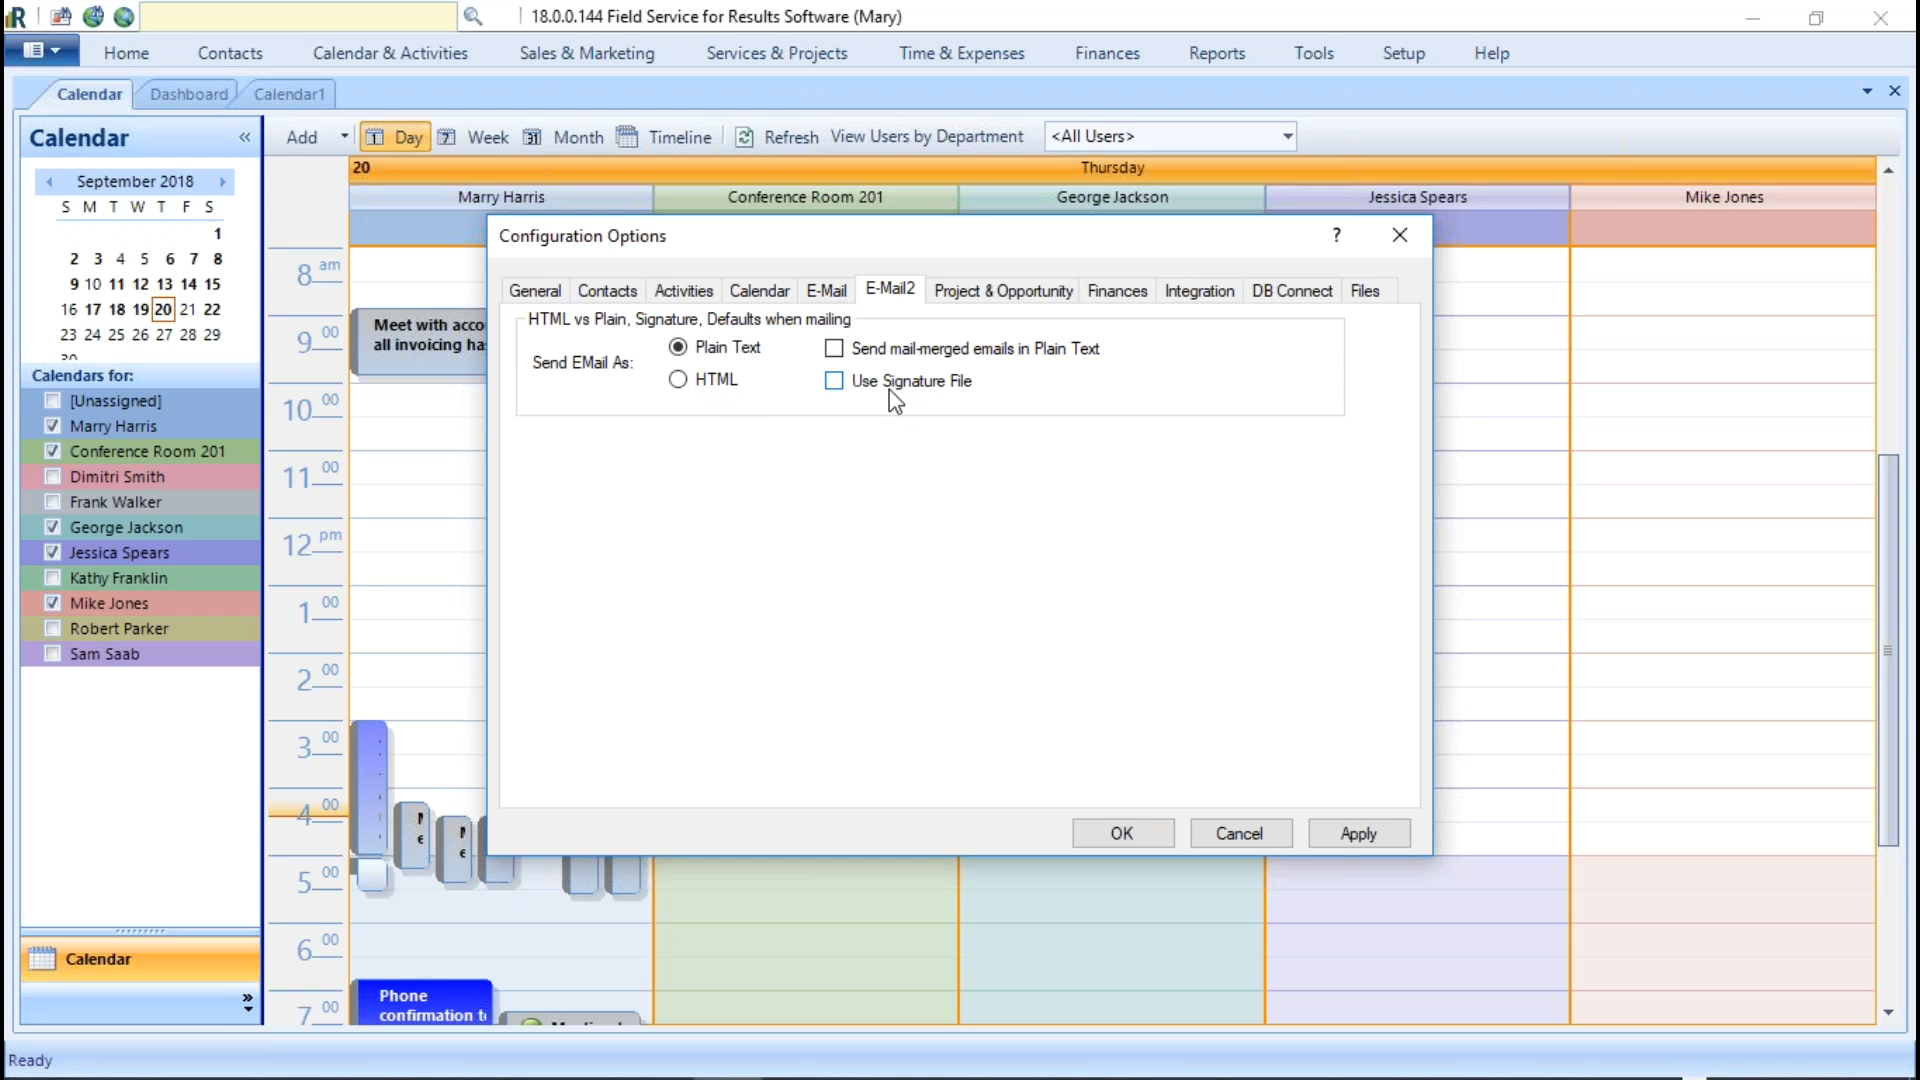 18.0.0.144 Field Service for Results Software (Mary)
Home Contacts Calendar & Activities Sales & Marketing Services & Projects Time & Expenses Finances Reports Tools Setup Help
Calendar Dashboard Calendar1
Calendar
Add Day Week Month Timeline Refresh View Users by Department <All Users>
September 2018
S M T W T F S
1
2 3 4 5 6 7 8
9 10 11 12 13 14 15
16 17 18 19 20 21 22
23 24 25 26 27 28 29
30
Calendars for:
[Unassigned]
Marry Harris
Conference Room 201
Dimitri Smith
Frank Walker
George Jackson
Jessica Spears
Kathy Franklin
Mike Jones
Robert Parker
Sam Saab
Calendar
20 Thursday
Marry Harris Conference Room 201 George Jackson Jessica Spears Mike Jones
8 am
9 00
10 00
11 00
12 pm
1 00
2 00
3 00
4 00
5 00
6 00
7 00
Meet with acco
all invoicing ha
Phone
confirmation t
Configuration Options ?
General Contacts Activities Calendar E-Mail E-Mail2 Project & Opportunity Finances Integration DB Connect Files
HTML vs Plain, Signature, Defaults when mailing
Send EMail As:
Plain Text
HTML
Send mail-merged emails in Plain Text
Use Signature File
OK Cancel Apply
Ready